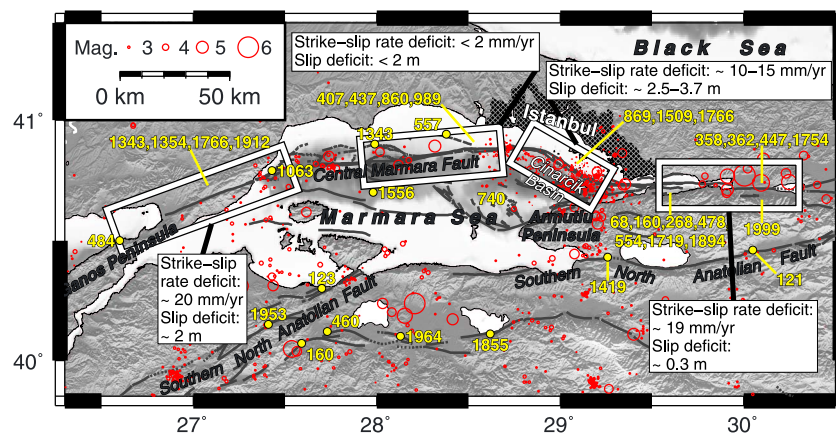 Mag. 3 4 5 6
0 km 50 km
Strike–slip rate deficit: < 2 mm/yr
Slip deficit: < 2 m
Black Sea
Strike–slip rate deficit: ~ 10–15 mm/yr
Slip deficit: ~ 2.5–3.7 m
41°
407,437,860,989
Istanbul
869,1509,1766
1343,1354,1766,1912
1343
557
358,362,447,1754
1063
Central Marmara Fault
Cinarcik
Basin
1556
740
Marmara Sea
Armutlu
Peninsula
68,160,268,478
554,1719,1894
1999
484
Ganos Peninsula
Strike–slip
rate deficit:
~ 20 mm/yr
Slip deficit:
~ 2 m
123
Southern North Anatolian Fault
1419
121
1953
460
160
1964
1855
Southern North Anatolian Fault
Strike–slip rate deficit:
~ 19 mm/yr
Slip deficit:
~ 0.3 m
40°
27° 28° 29° 30°